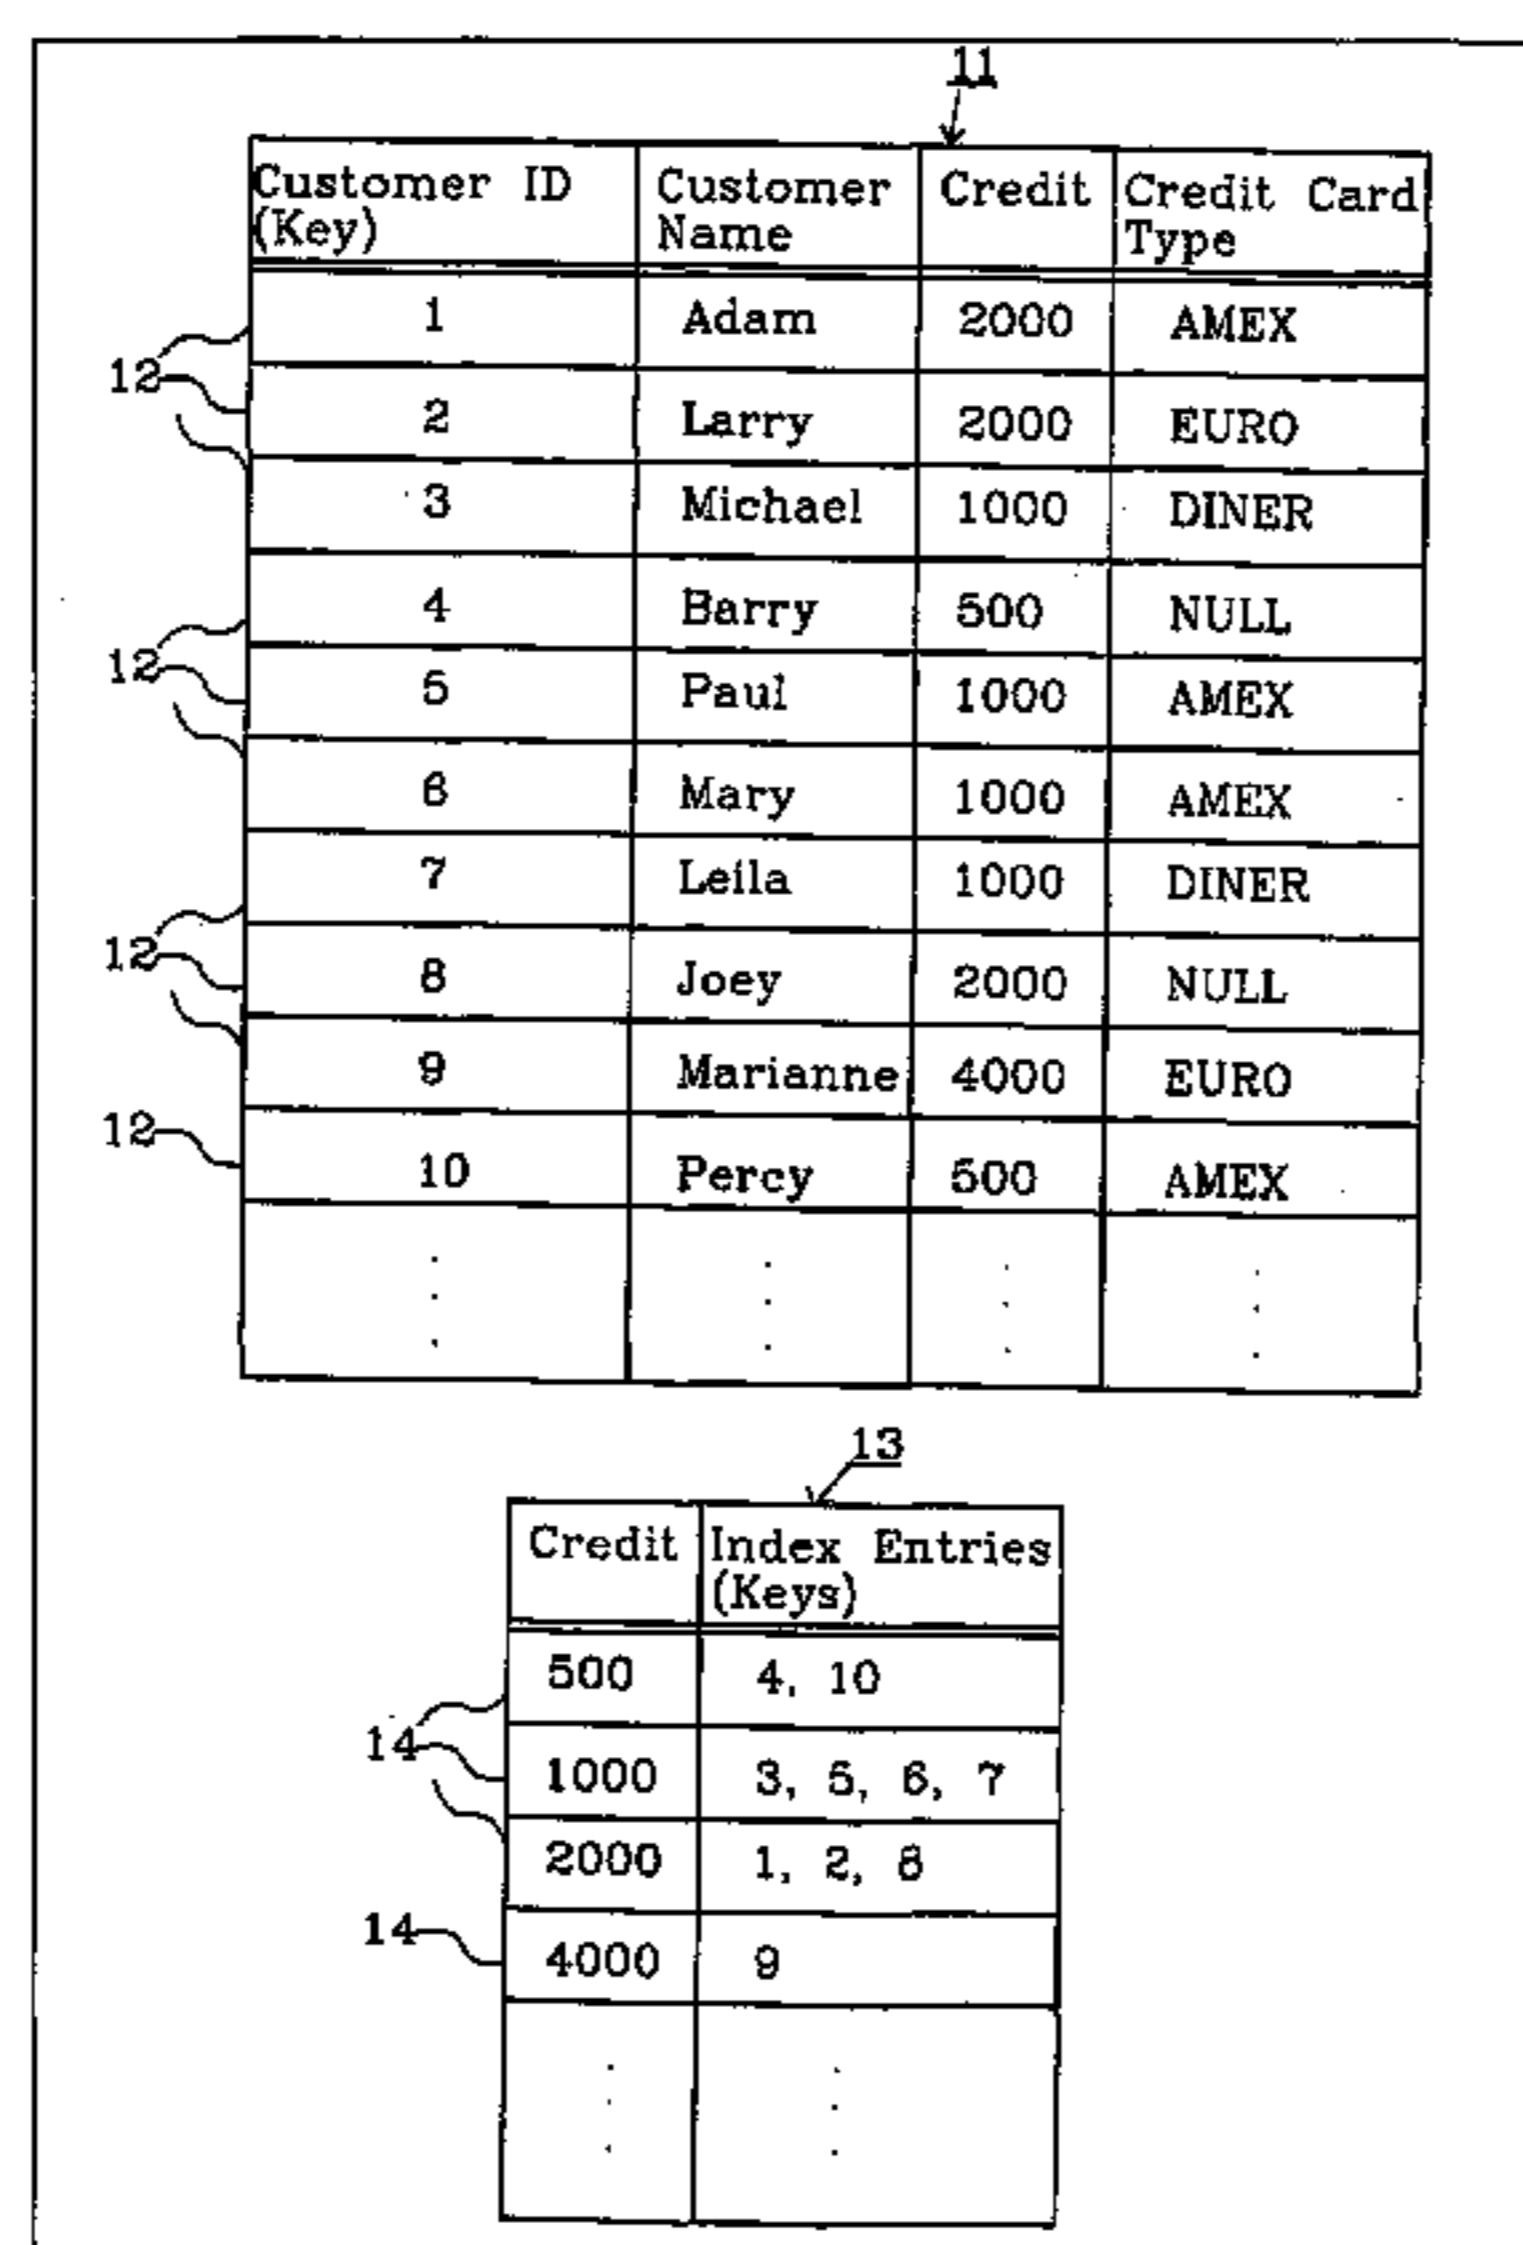 11
Customer ID (Key) Customer Name Credit Credit Card Type
1 Adam 2000 AMEX
12
2 Larry 2000 EURO
3 Michael 1000 DINER
4 Barry 500 NULL
12
5 Paul 1000 AMEX
6 Mary 1000 AMEX
7 Leila 1000 DINER
12
8 Joey 2000 NULL
9 Marianne 4000 EURO
12
10 Percy 500 AMEX
13
Credit Index Entries (Keys)
500 4, 10
14
1000 3, 5, 6, 7
2000 1, 2, 8
14
4000 9